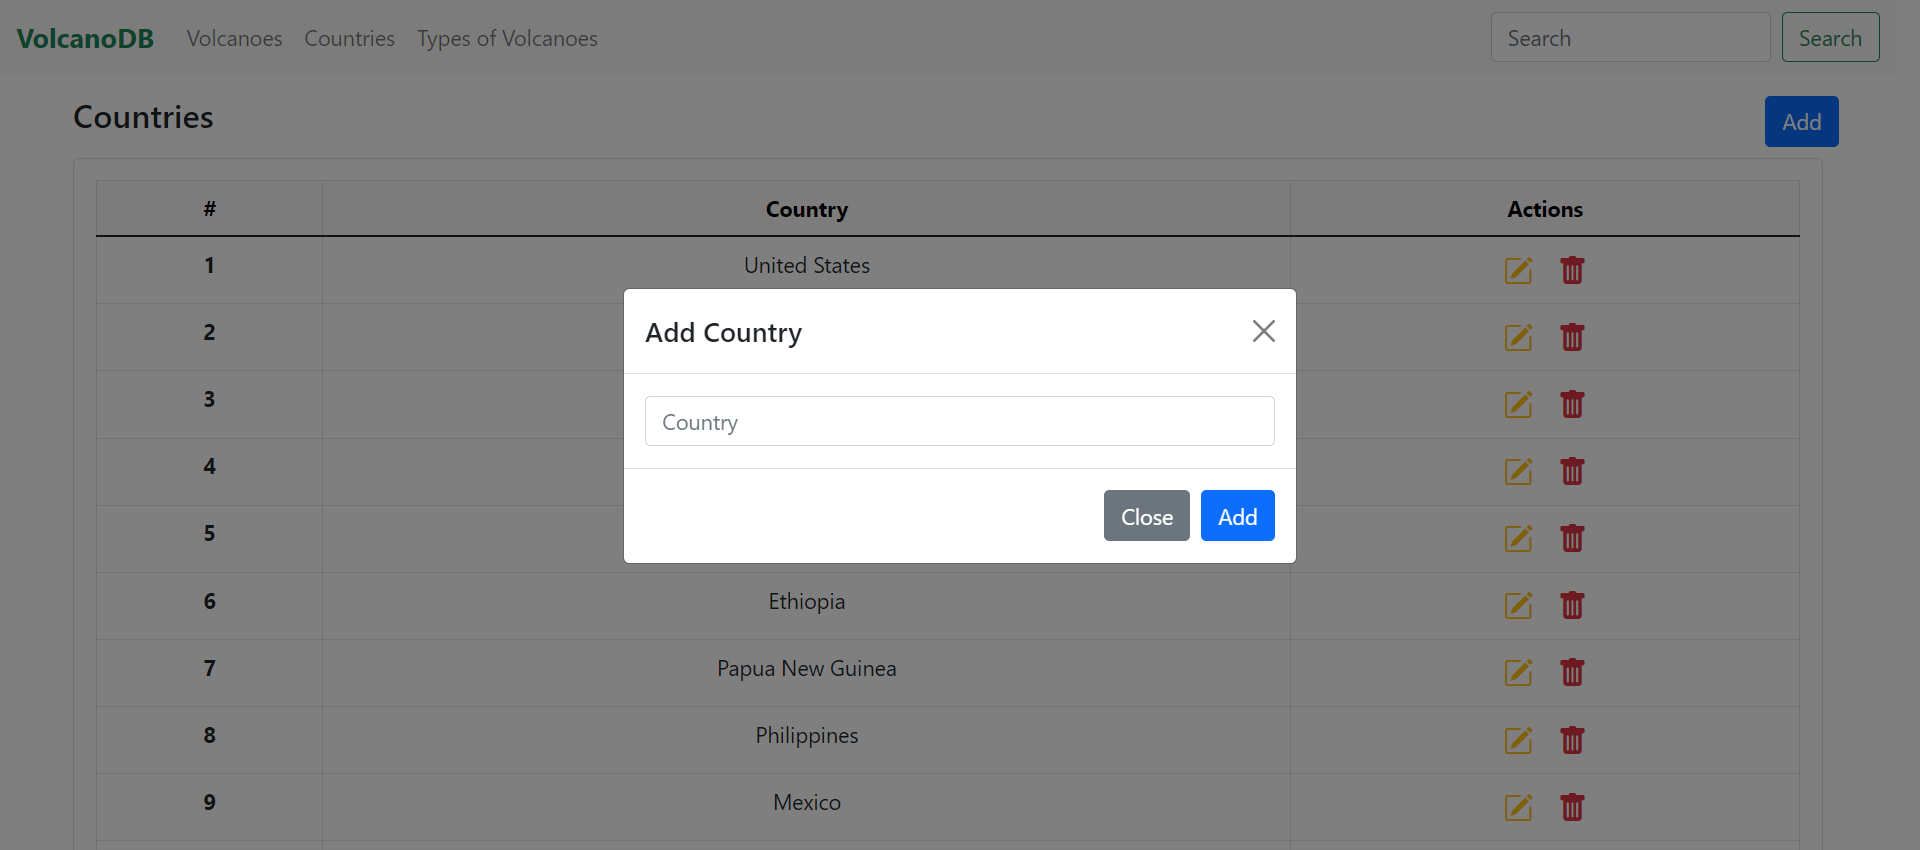 VolcanoDB Volcanoes Countries Types of Volcanoes Search Search
Countries Add
# Country Actions
1 United States
2
3
4
5
6 Ethiopia
7 Papua New Guinea
8 Philippines
9 Mexico
Add Country
Country
Close Add